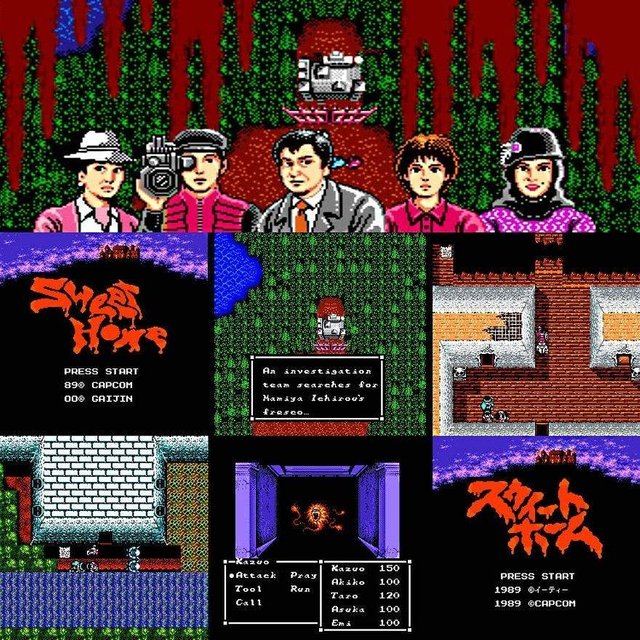 Sweet
Home
PRESS START
89© CAPCOM
00© GAIJIN
An investigation
team searches for
Mamiya Ichirou's
fresco…
Kazuo
Attack Pray
Tool Run
Call
Kazuo 150
Akiko 100
Taro 120
Asuka 100
Emi 100
スウィート
ホーム
PRESS START
1989 ©イーティー
1989 ©CAPCOM